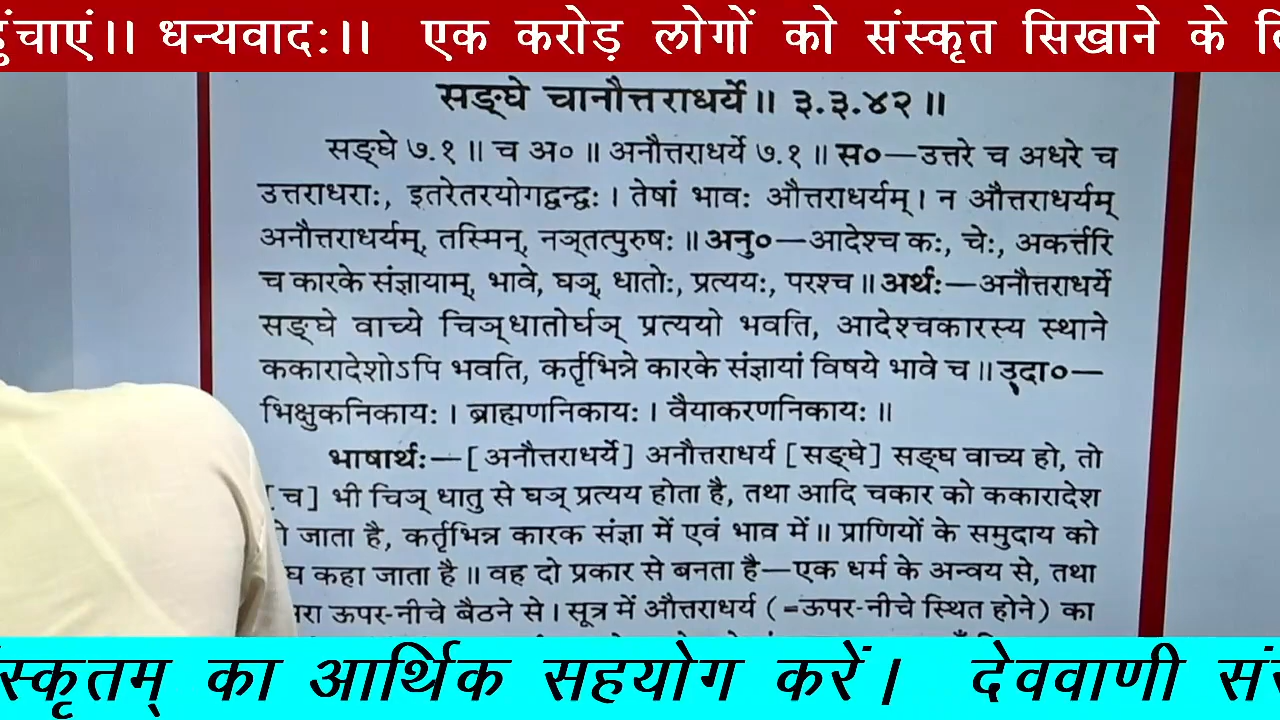 धन्यवादः।। एक करोड़ लोगों को संस्कृत सिखाने के
सङ्घे चानौत्तराधर्ये॥ ३.३.४२॥
सङ्घे ७.१॥ च अ०॥ अनौत्तराधर्ये ७.१॥ स०—उत्तरे च अधरे च
उत्तराधराः, इतरेतरयोगद्वन्द्वः। तेषां भावः औत्तराधर्यम्। न औत्तराधर्यम्
अनौत्तराधर्यम्, तस्मिन्, नञ्तत्पुरुषः॥ अनु०—आदेश्च कः, चेः, अकर्त्तरि
च कारके संज्ञायाम्, भावे, घञ्, धातोः, प्रत्ययः, परश्च॥ अर्थः—अनौत्तराधर्ये
सङ्घे वाच्ये चिञ्धातोर्घञ् प्रत्ययो भवति, आदेश्चकारस्य स्थाने
ककारादेशोऽपि भवति, कर्तृभिन्ने कारके संज्ञायां विषये भावे च॥ उदा०—
भिक्षुकनिकायः। ब्राह्मणनिकायः। वैयाकरणनिकायः॥
भाषार्थः—[अनौत्तराधर्ये] अनौत्तराधर्य [सङ्घे] सङ्घ वाच्य हो, तो
[च] भी चिञ् धातु से घञ् प्रत्यय होता है, तथा आदि चकार को ककारादेश
जाता है, कर्तृभिन्न कारक संज्ञा में एवं भाव में॥ प्राणियों के समुदाय को
कहा जाता है॥ वह दो प्रकार से बनता है—एक धर्म के अन्वय से, तथा
ऊपर-नीचे बैठने से। सूत्र में औत्तराधर्य (=ऊपर-नीचे स्थित होने) का
का आर्थिक सहयोग करें। देववाणी